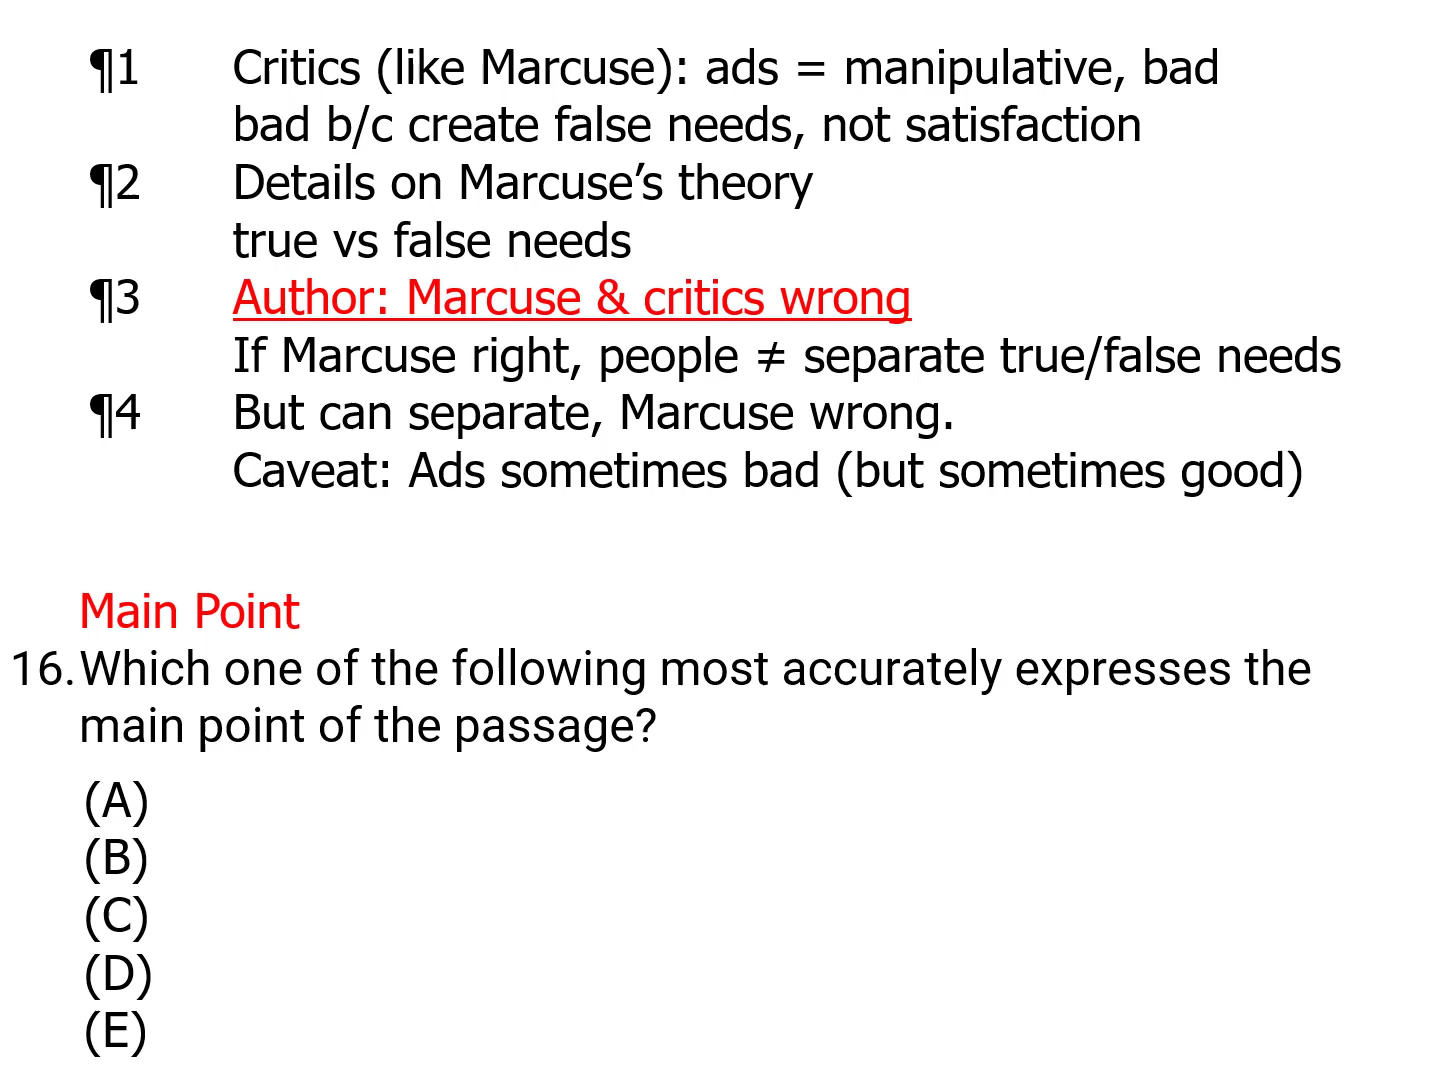 ¶1 Critics (like Marcuse): ads = manipulative, bad
bad b/c create false needs, not satisfaction
¶2 Details on Marcuse’s theory
true vs false needs
¶3 Author: Marcuse & critics wrong
If Marcuse right, people ≠ separate true/false needs
¶4 But can separate, Marcuse wrong.
Caveat: Ads sometimes bad (but sometimes good)
Main Point
16. Which one of the following most accurately expresses the
main point of the passage?
(A)
(B)
(C)
(D)
(E)